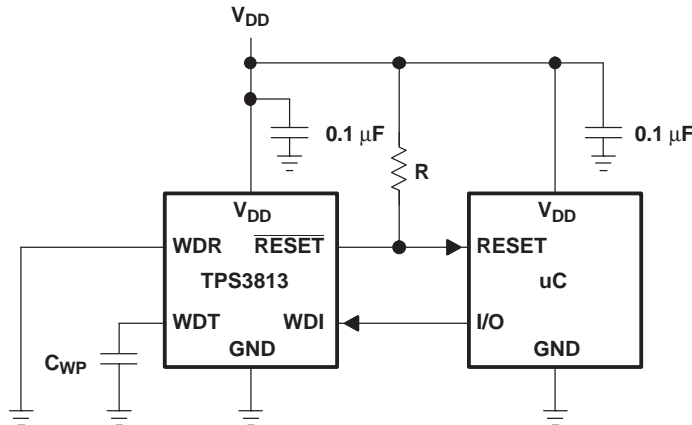 VDD
0.1 μF
R
0.1 μF
VDD
WDR
RESET
TPS3813
WDT
WDI
GND
CWP
VDD
RESET
uC
I/O
GND